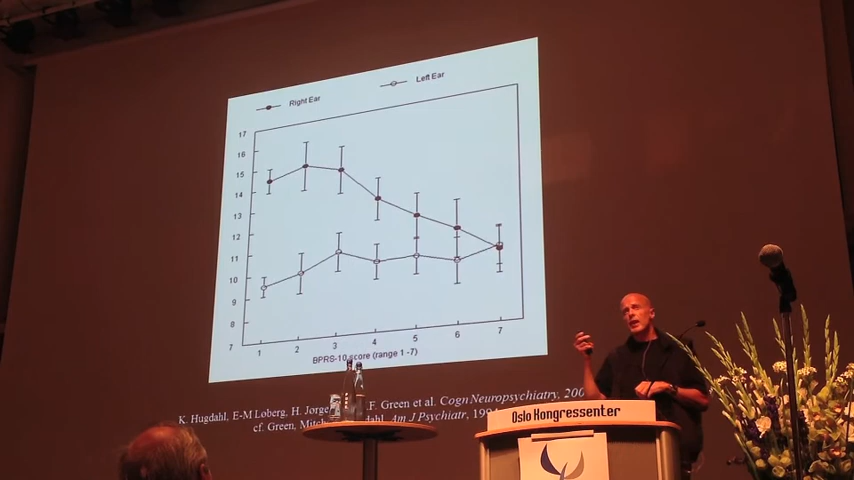 Right Ear
Left Ear
17
16
15
14
13
12
11
10
9
8
7
1 2 3 4 5 6 7
BPRS-10 score (range 1 -7)
K. Hugdahl, E-M Løberg, H. F. Green et al. Cogn Neuropsychiatry,
cf. Green, Am J Psychiatr,
Oslo Kongressenter